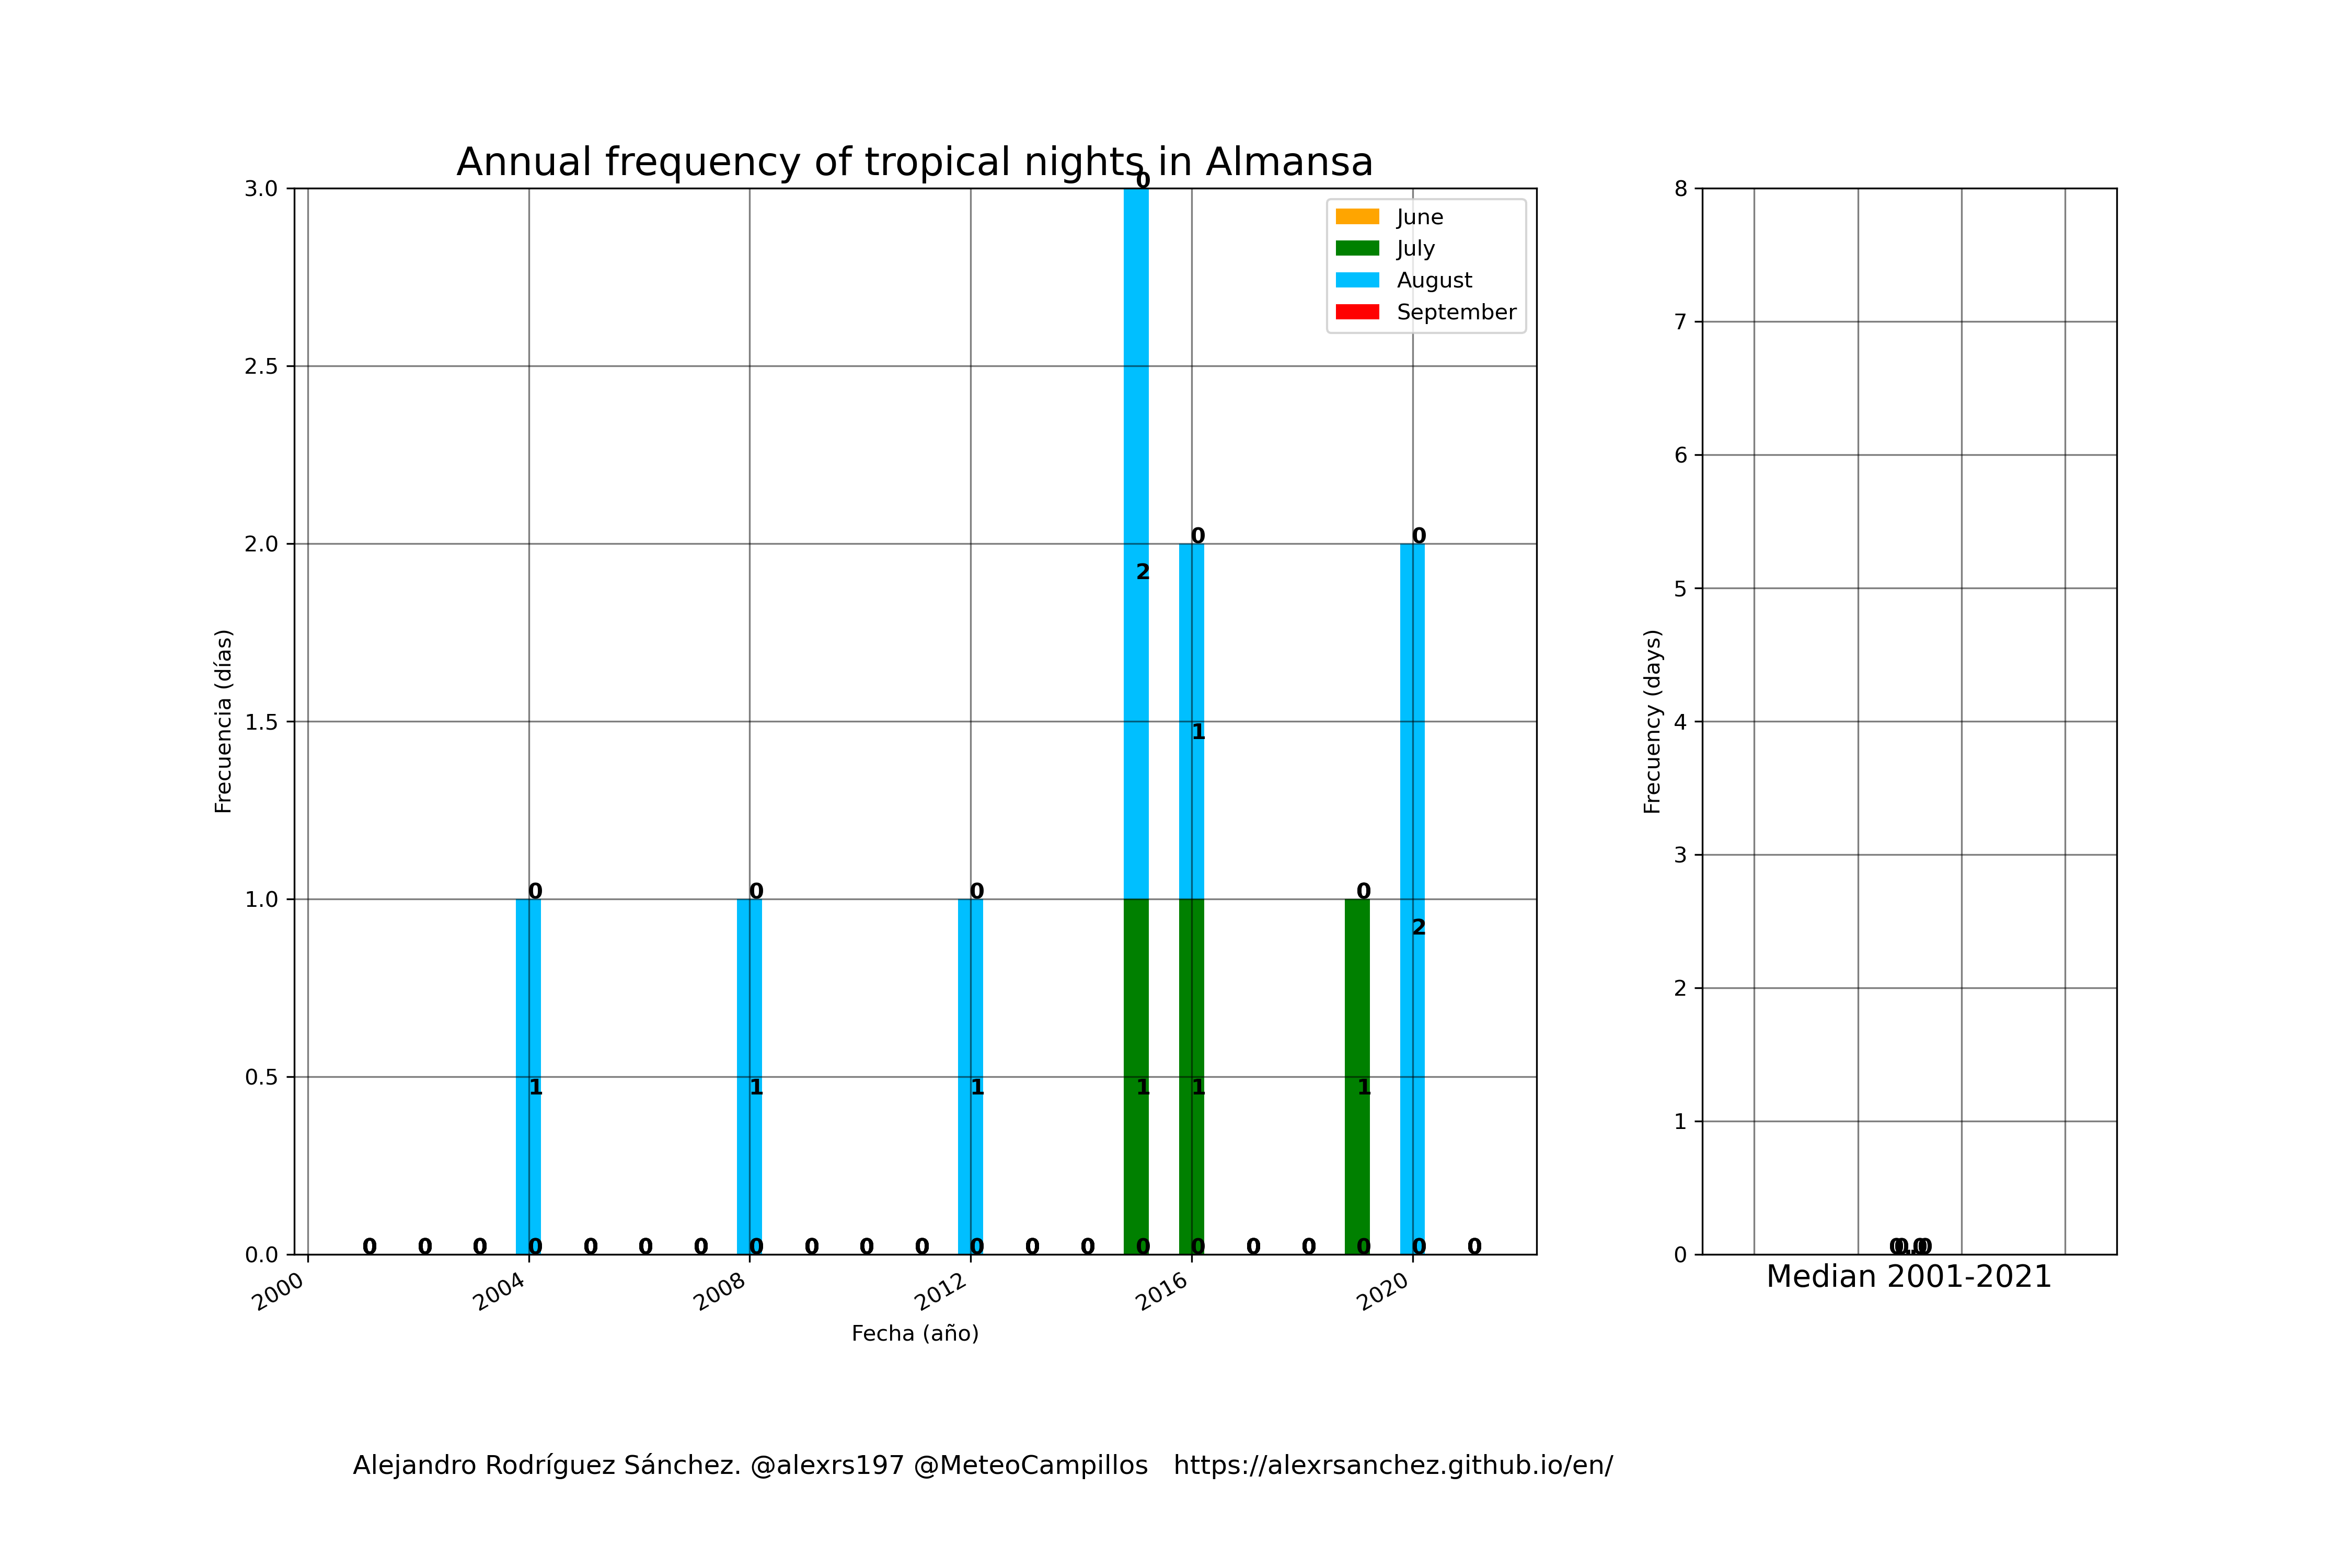 Annual frequency of tropical nights in Almansa
3.0
2.5
2.0
1.5
1.0
0.5
0.0
Frecuencia (días)
0
June
July
August
September
0
0
2
1
2
0
0
0
0
1
1
1
1
1
1
0 0 0 0 0 0 0 0 0 0 0 0 0 0 0 0 0 0 0 0 0
2000 2004 2008 2012 2016 2020
Fecha (año)
8
7
6
5
4
3
2
1
0
Frecuency (days)
Median 2001-2021
Alejandro Rodríguez Sánchez. @alexrs197 @MeteoCampillos https://alexrsanchez.github.io/en/